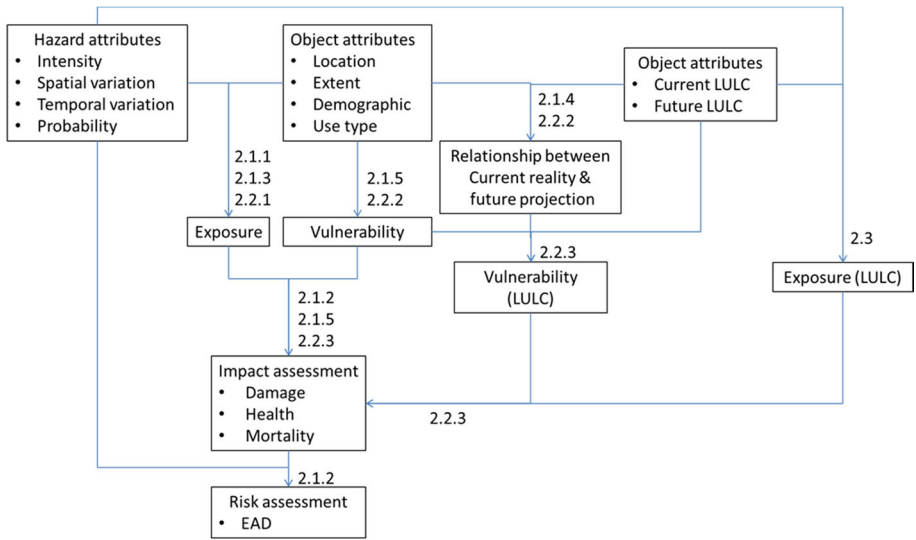 Hazard attributes
• Intensity
• Spatial variation
• Temporal variation
• Probability
Object attributes
• Location
• Extent
• Demographic
• Use type
Object attributes
• Current LULC
• Future LULC
2.1.4
2.2.2
Relationship between
Current reality &
future projection
2.1.1
2.1.3
2.2.1
2.1.5
2.2.2
Exposure
Vulnerability
2.2.3
2.3
Vulnerability
(LULC)
Exposure (LULC)
2.1.2
2.1.5
2.2.3
Impact assessment
• Damage
• Health
• Mortality
2.2.3
2.1.2
Risk assessment
• EAD